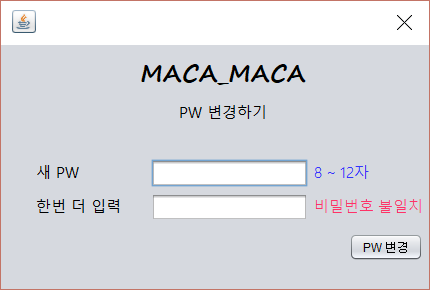 MACA_MACA
PW 변경하기
새 PW 8 ~ 12자
한번 더 입력 비밀번호 불일치
PW 변경